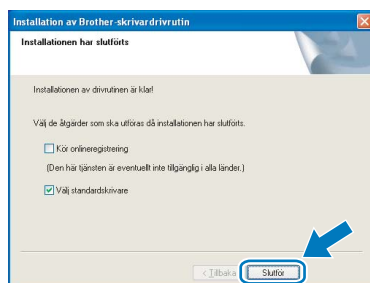 Installation av Brother-skrivardrivrutin
Installationen har slutförts
Installationen av drivrutinen är klar!
Välj de åtgärder som ska utföras då installationen har slutförts.
Kör onlineregistrering
(Den här tjänsten är eventuellt inte tillgänglig i alla länder.)
Välj standardskrivare
< Tillbaka
Slutför